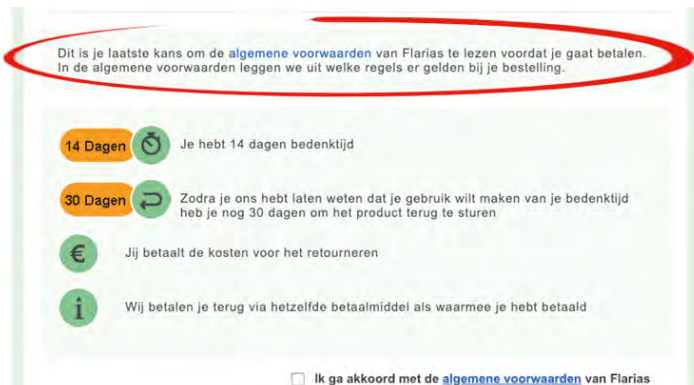 Dit is je laatste kans om de algemene voorwaarden van Flarias te lezen voordat je gaat betalen.
In de algemene voorwaarden leggen we uit welke regels er gelden bij je bestelling.
14 Dagen Je hebt 14 dagen bedenktijd
30 Dagen Zodra je ons hebt laten weten dat je gebruik wilt maken van je bedenktijd
heb je nog 30 dagen om het product terug te sturen
€ Jij betaalt de kosten voor het retourneren
i Wij betalen je terug via hetzelfde betaalmiddel als waarmee je hebt betaald
Ik ga akkoord met de algemene voorwaarden van Flarias